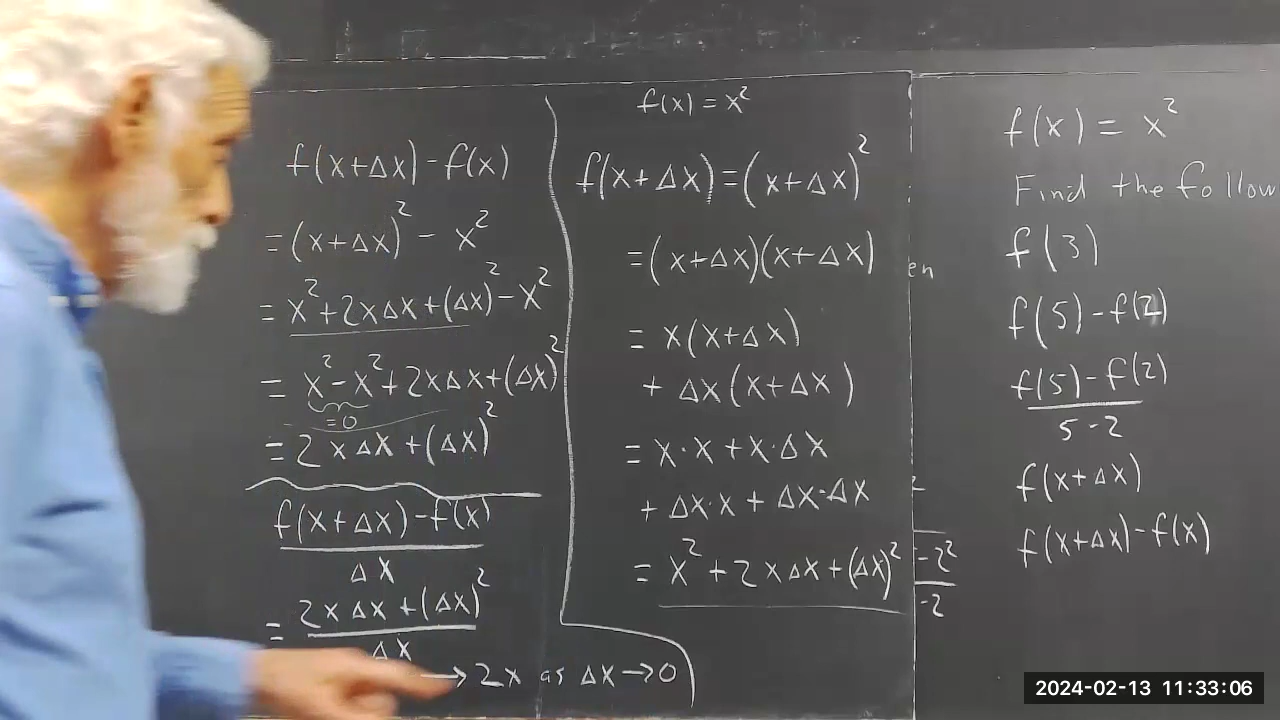 f(x+Δx)-f(x)
=(x+Δx)²- x²
= x²+2xΔx+(Δx)²-x²
= x²-x²+2xΔx+(Δx)²
=0
= 2xΔx+(Δx)²
f(x+Δx)-f(x)
Δx
= 2xΔx+(Δx)²
Δx
→ 2x as Δx→0
f(x) = x²
f(x+Δx)=(x+Δx)²
=(x+Δx)(x+Δx)
= x(x+Δx)
+ Δx(x+Δx)
= x·x+x·Δx
+ Δx·x + Δx·Δx
= x²+2xΔx+(Δx)²
en
-2²
-2
f(x) = x²
Find the follow
f(3)
f(5)-f(2)
f(5)-f(2)
5-2
f(x+Δx)
f(x+Δx)-f(x)
2024-02-13 11:33:06